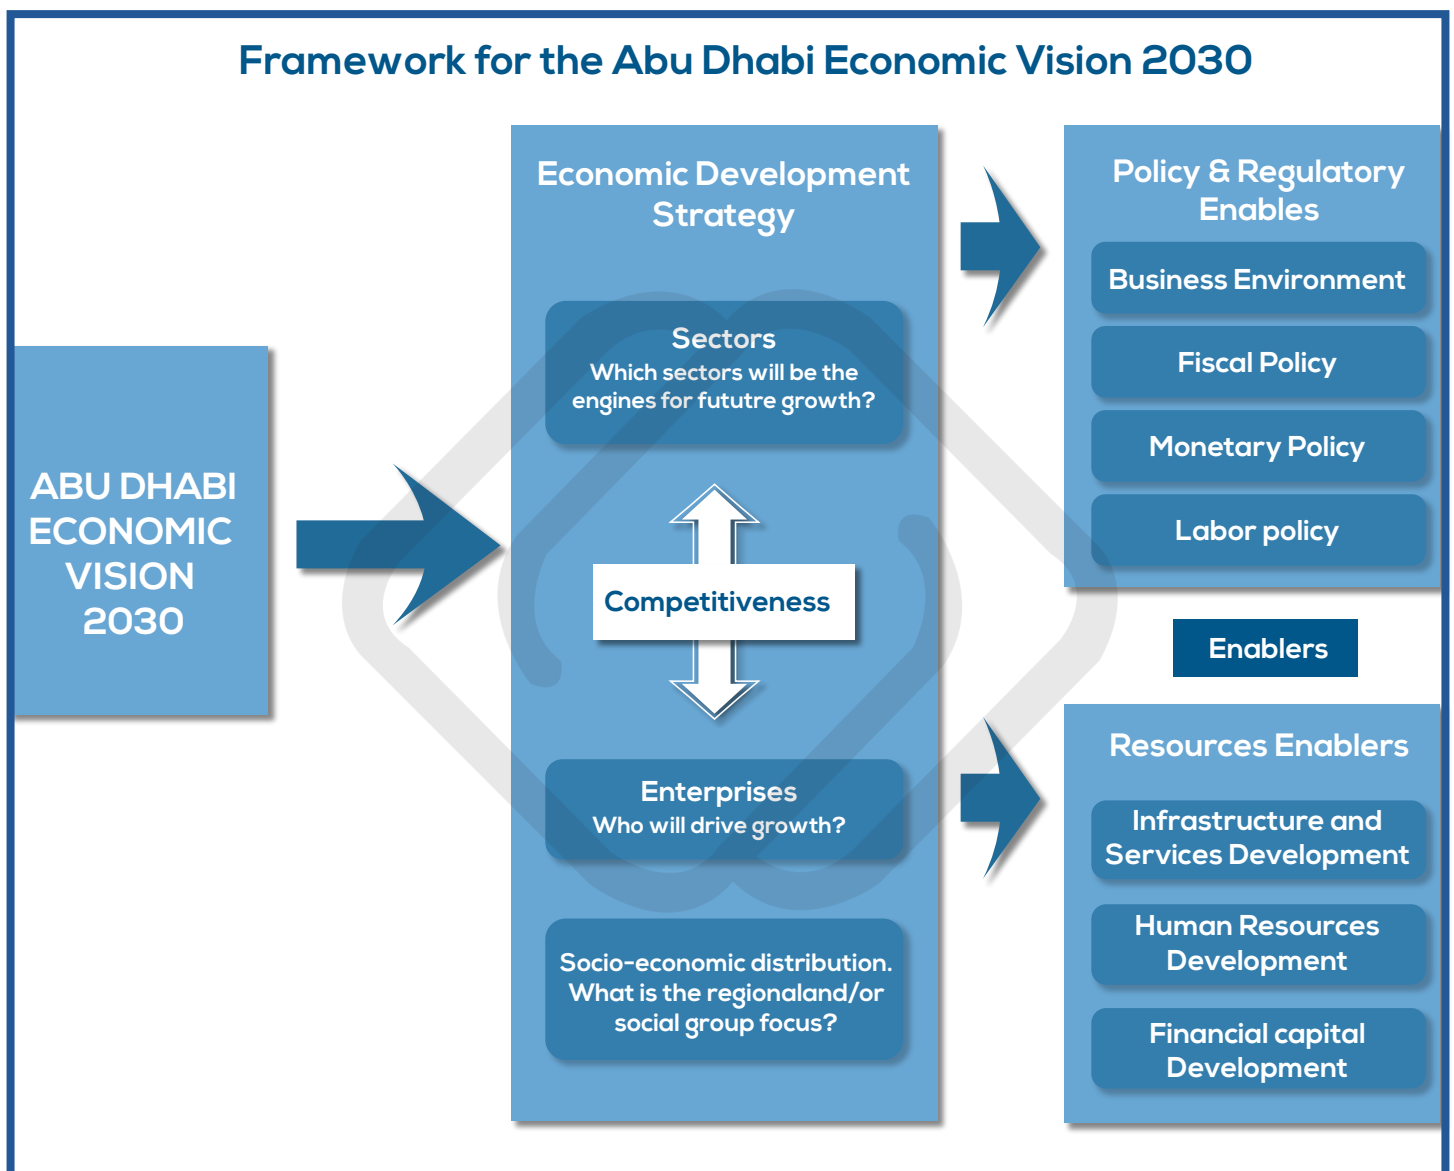 Framework for the Abu Dhabi Economic Vision 2030
ABU DHABI
ECONOMIC
VISION
2030
Economic Development
Strategy
Sectors
Which sectors will be the
engines for fututre growth?
Competitiveness
Enterprises
Who will drive growth?
Socio-economic distribution.
What is the regionaland/or
social group focus?
Policy & Regulatory
Enables
Business Environment
Fiscal Policy
Monetary Policy
Labor policy
Enablers
Resources Enablers
Infrastructure and
Services Development
Human Resources
Development
Financial capital
Development